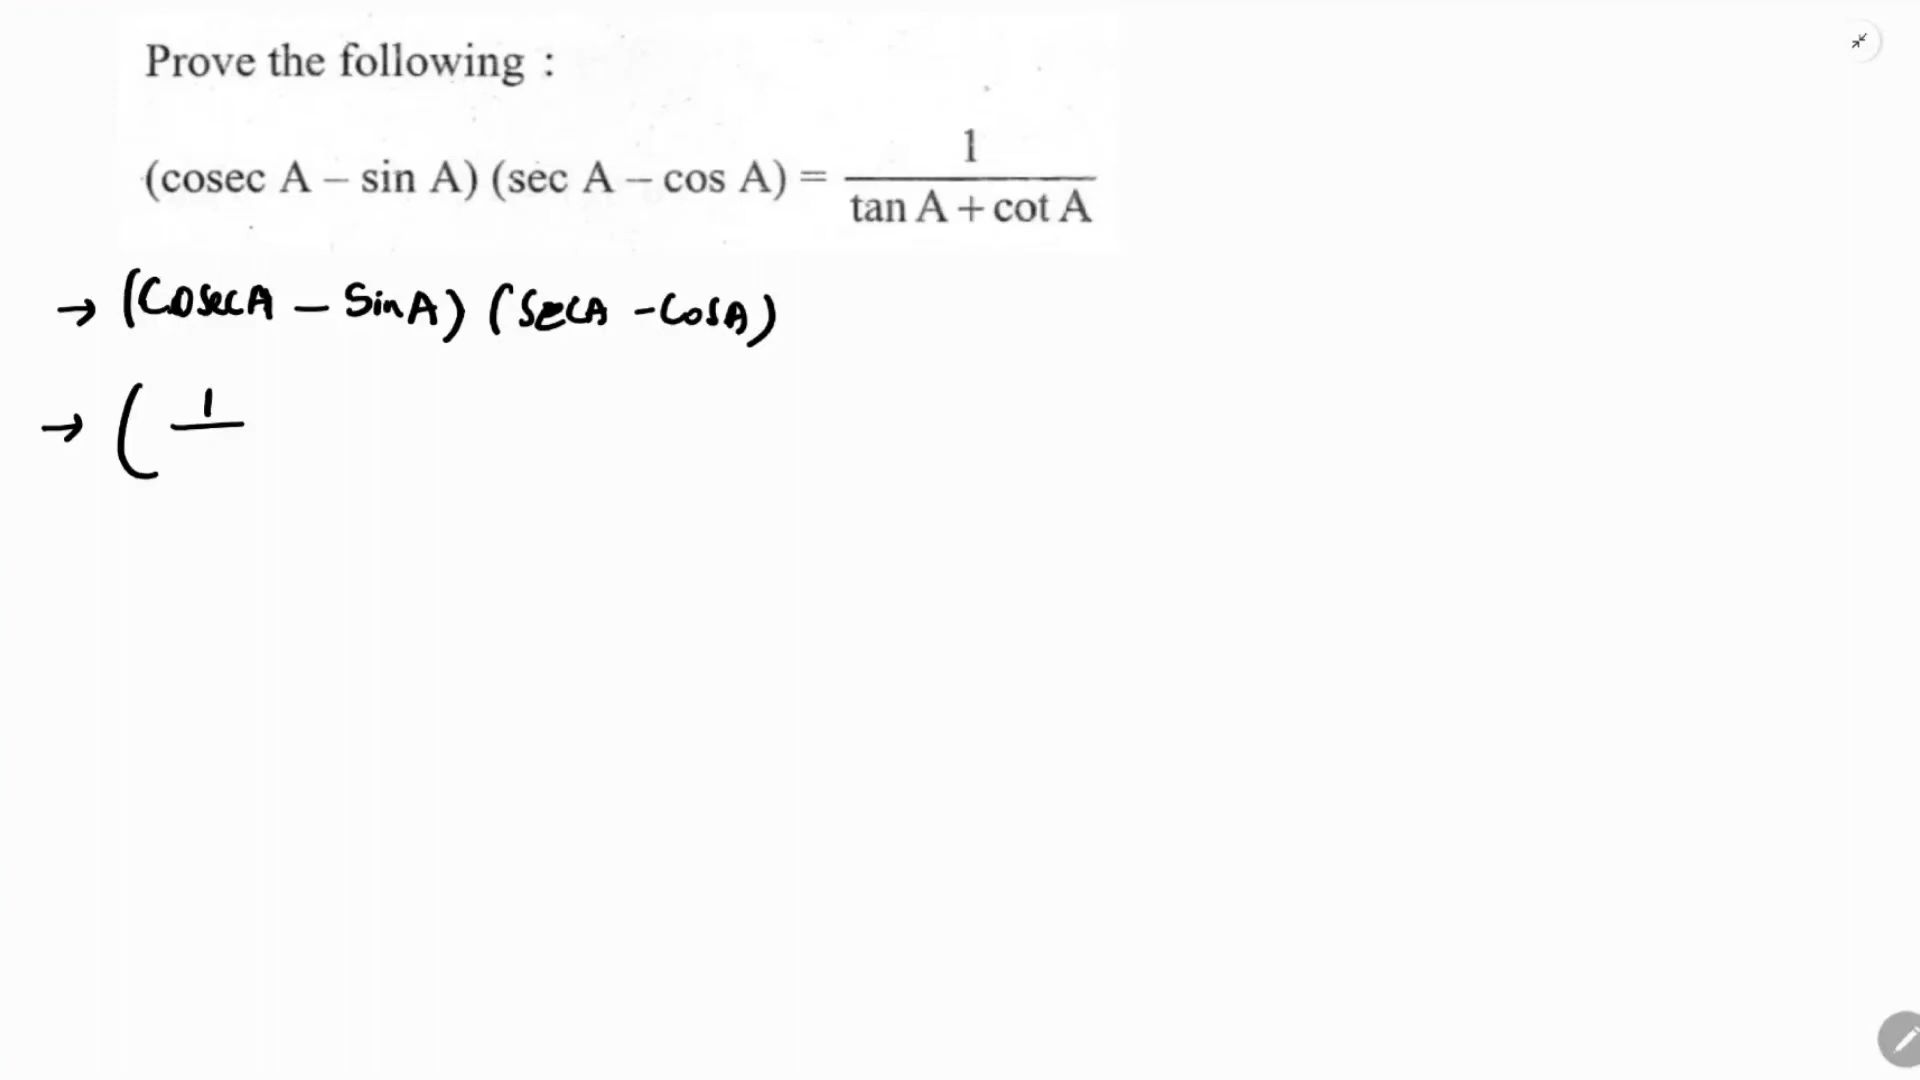 Prove the following :
(cosec A – sin A) (sec A – cos A) = 1 / (tan A + cot A)
→ (CosecA – SinA) (SecA - CosA)
→ ( 1 /